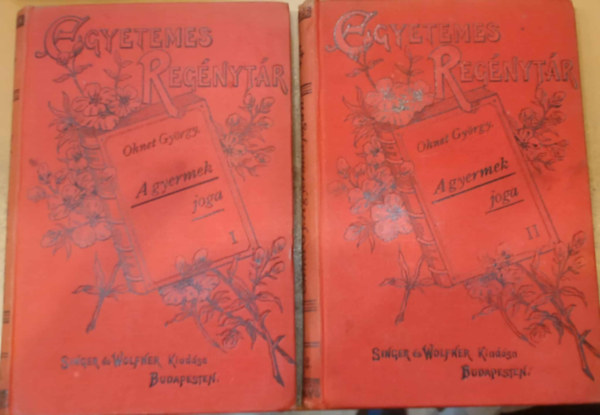 EGYETEMES
REGÉNYTÁR
Ohnet György.
A gyermek
joga
I
SINGER és WOLFNER Kiadása
BUDAPESTEN.
EGYETEMES
REGÉNYTÁR
Ohnet György.
A gyermek
joga
II
SINGER és WOLFNER Kiadása
BUDAPESTEN.